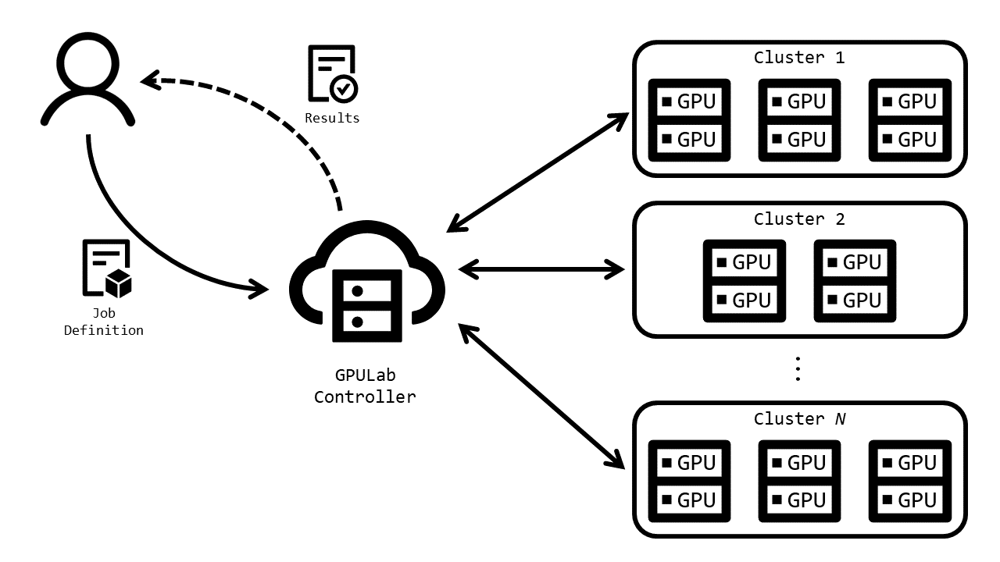 Results
Job
Definition
GPULab
Controller
Cluster 1
GPU GPU GPU
GPU GPU GPU
Cluster 2
GPU GPU
GPU GPU
Cluster N
GPU GPU GPU
GPU GPU GPU